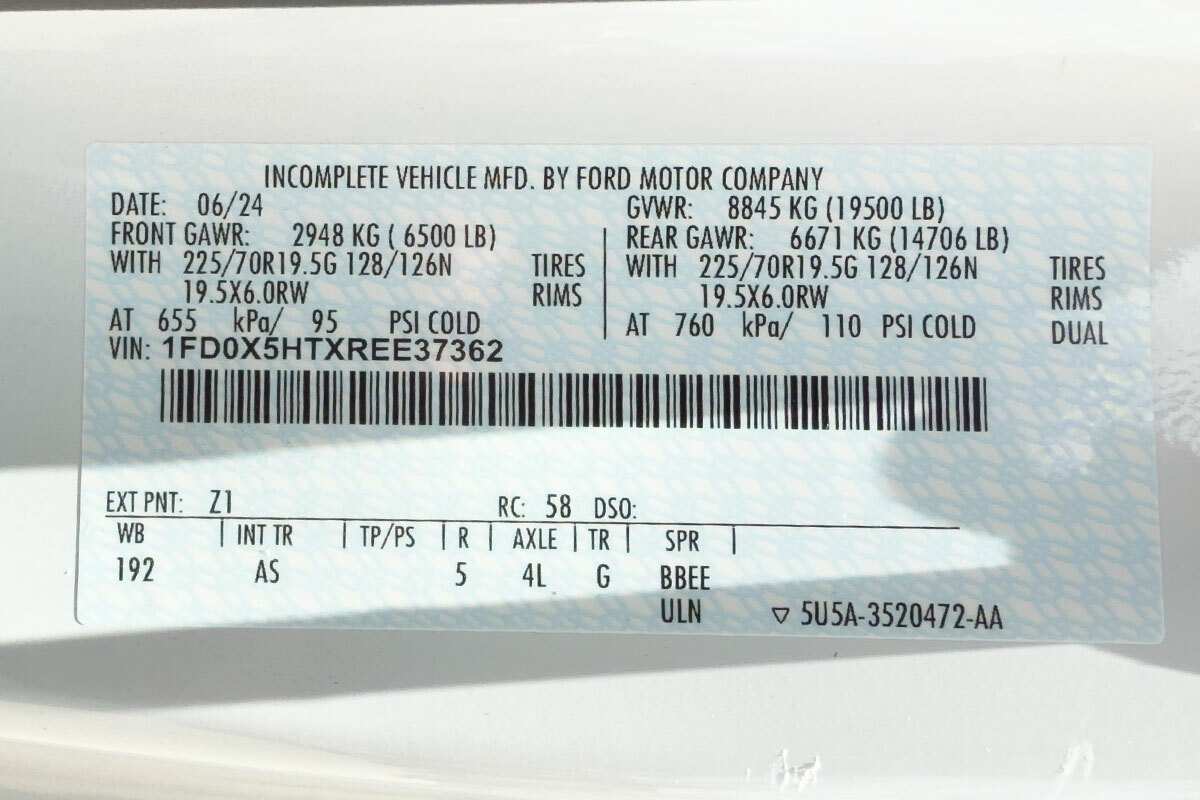 INCOMPLETE VEHICLE MFD. BY FORD MOTOR COMPANY
DATE: 06/24 GVWR: 8845 KG (19500 LB)
FRONT GAWR: 2948 KG ( 6500 LB) REAR GAWR: 6671 KG (14706 LB)
WITH 225/70R19.5G 128/126N TIRES WITH 225/70R19.5G 128/126N TIRES
19.5X6.0RW RIMS 19.5X6.0RW RIMS
AT 655 kPa/ 95 PSI COLD AT 760 kPa/ 110 PSI COLD DUAL
VIN: 1FD0X5HTXREE37362
EXT PNT: Z1 RC: 58 DSO:
WB INT TR TP/PS R AXLE TR SPR
192 AS 5 4L G BBEE
ULN ▽ 5U5A-3520472-AA